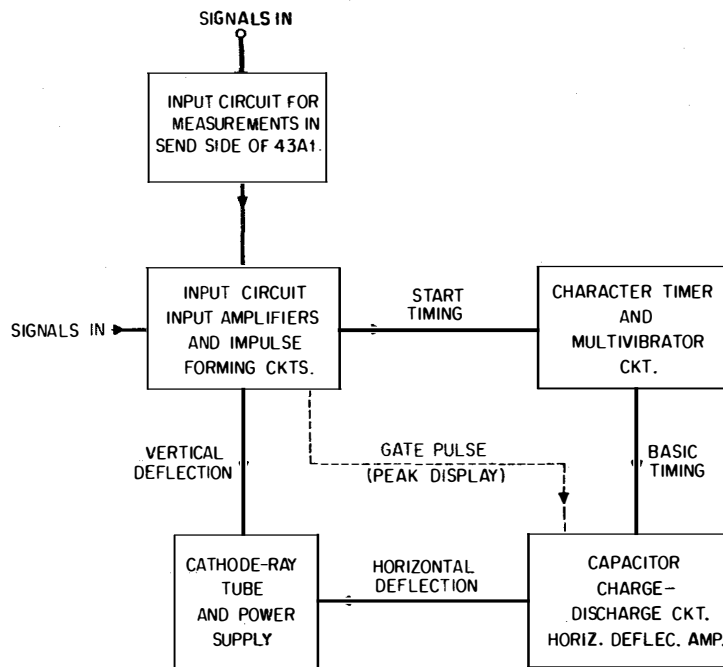 SIGNALS IN
INPUT CIRCUIT FOR
MEASUREMENTS IN
SEND SIDE OF 43A1.
SIGNALS IN
INPUT CIRCUIT
INPUT AMPLIFIERS
AND IMPULSE
FORMING CKTS.
START
TIMING
CHARACTER TIMER
AND
MULTIVIBRATOR
CKT.
VERTICAL
DEFLECTION
GATE PULSE
(PEAK DISPLAY)
BASIC
TIMING
CATHODE-RAY
TUBE
AND POWER
SUPPLY
HORIZONTAL
DEFLECTION
CAPACITOR
CHARGE-
DISCHARGE CKT.
HORIZ. DEFLEC. AMP.